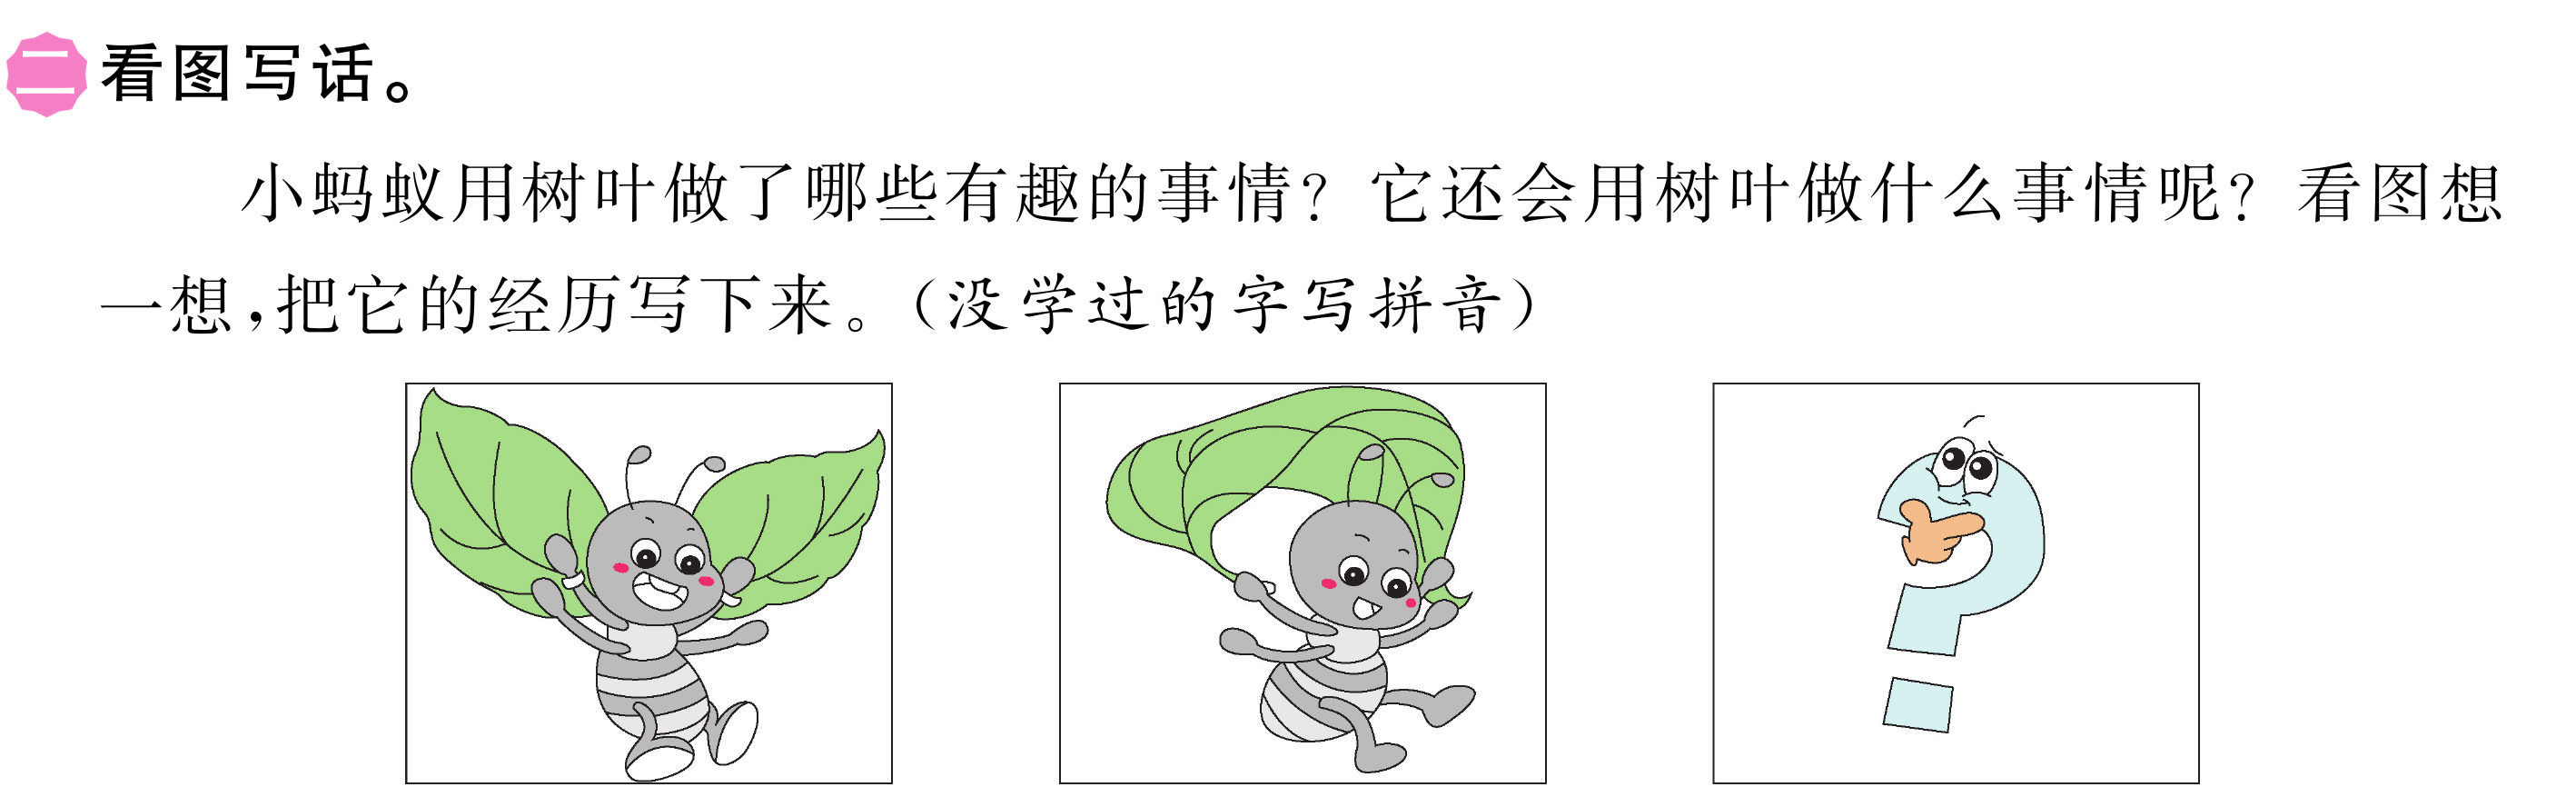 二 看图写话。
小蚂蚁用树叶做了哪些有趣的事情？它还会用树叶做什么事情呢？看图想
一想，把它的经历写下来。（没学过的字写拼音）